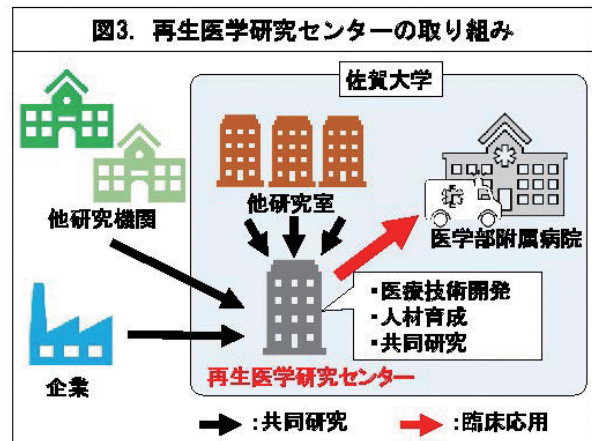 図3. 再生医学研究センターの取り組み
佐賀大学
他研究機関
他研究室
医学部附属病院
・医療技術開発
・人材育成
・共同研究
企業
再生医学研究センター
:共同研究
:臨床応用